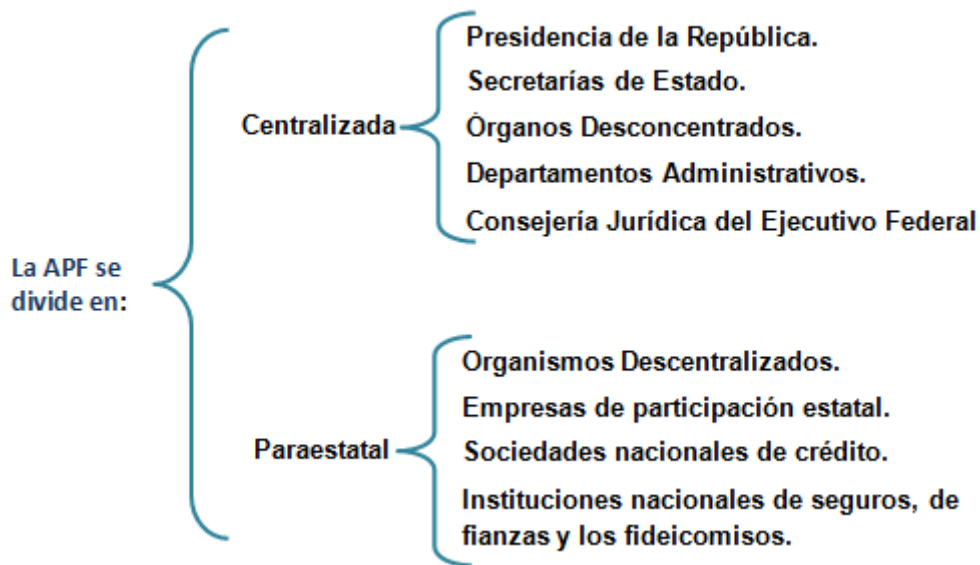 La APF se
divide en:
Centralizada
Presidencia de la República.
Secretarías de Estado.
Órganos Desconcentrados.
Departamentos Administrativos.
Consejería Jurídica del Ejecutivo Federal
Paraestatal
Organismos Descentralizados.
Empresas de participación estatal.
Sociedades nacionales de crédito.
Instituciones nacionales de seguros, de
fianzas y los fideicomisos.